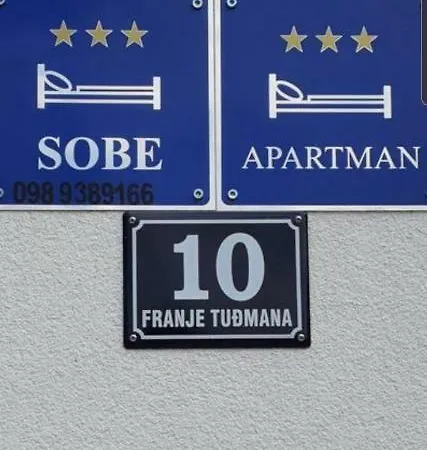 SOBE
098 9389166
APARTMAN
10
FRANJE TUĐMANA